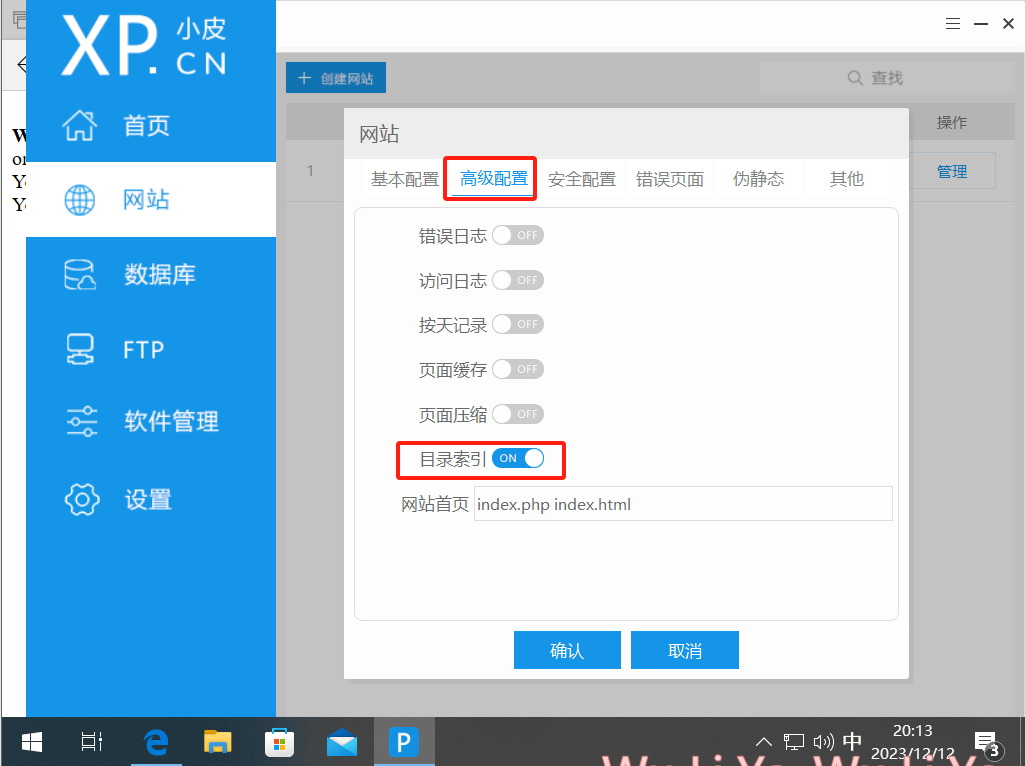 XP.CN 小皮
首页
网站
数据库
FTP
软件管理
设置
创建网站
查找
操作
1
管理
网站
基本配置 高级配置 安全配置 错误页面 伪静态 其他
错误日志 OFF
访问日志 OFF
按天记录 OFF
页面缓存 OFF
页面压缩 OFF
目录索引 ON
网站首页 index.php index.html
确认 取消
P
中
20:13
2023/12/12
3